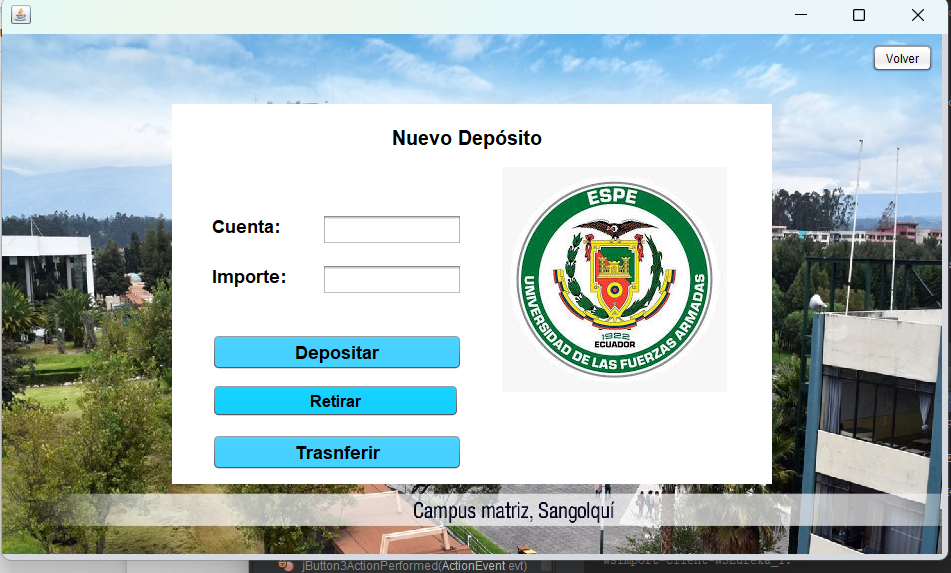 Volver
Nuevo Depósito
Cuenta:
Importe:
Depositar
Retirar
Trasnferir
ESPE
UNIVERSIDAD DE LAS FUERZAS ARMADAS
1922
ECUADOR
Campus matriz, Sangolquí
jButton3ActionPerformed(ActionEvent evt)